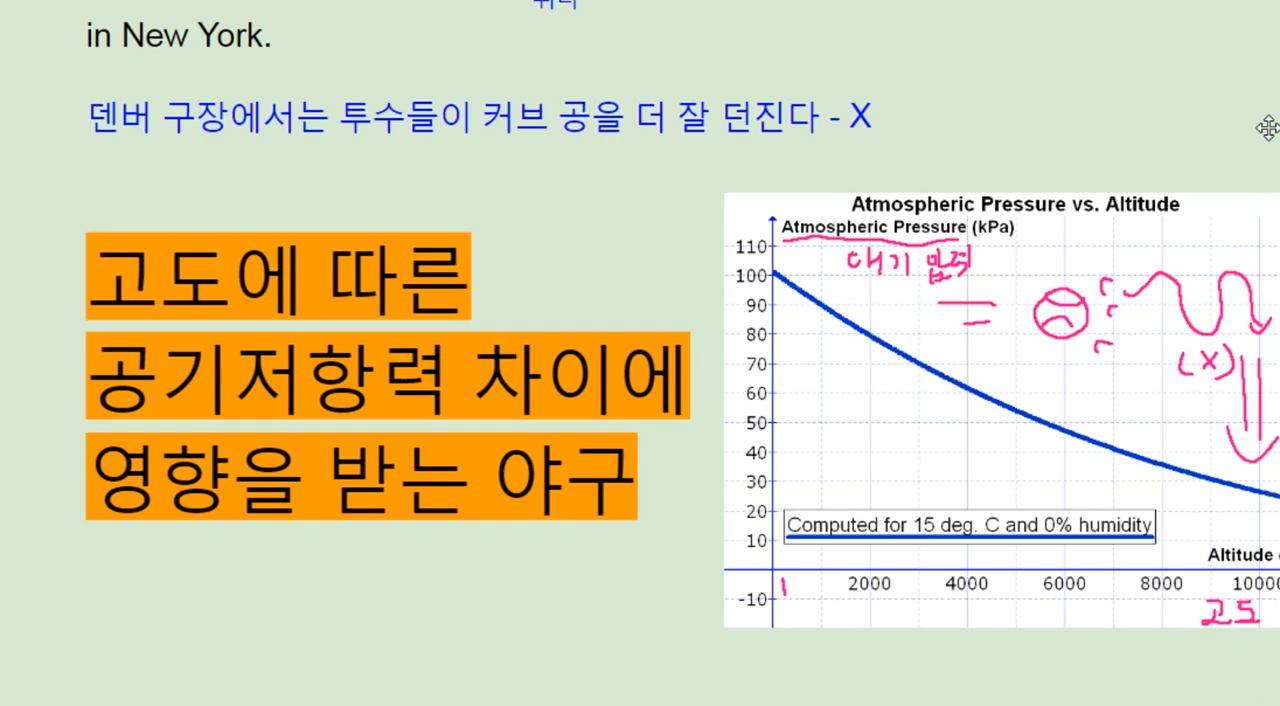 in New York.
덴버 구장에서는 투수들이 커브 공을 더 잘 던진다 - X
고도에 따른
공기저항력 차이에
영향을 받는 야구
Atmospheric Pressure vs. Altitude
Atmospheric Pressure (kPa)
대기 압력
110
100
90
80
70
(X)
60
50
40
30
20
Computed for 15 deg. C and 0% humidity
10
Altitude
2000 4000 6000 8000 10000
-10
고도